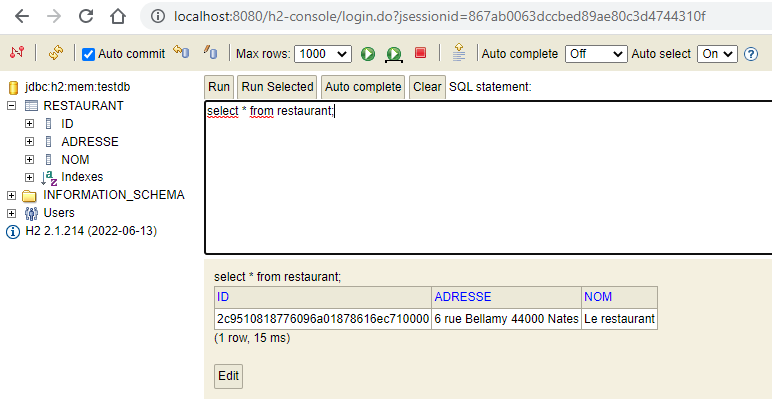 localhost:8080/h2-console/login.do?jsessionid=867ab0063dccbed89ae80c3d4744310f
Auto commit Max rows: 1000 Auto complete Off Auto select On
jdbc:h2:mem:testdb
RESTAURANT
ID
ADRESSE
NOM
Indexes
INFORMATION_SCHEMA
Users
H2 2.1.214 (2022-06-13)
Run Run Selected Auto complete Clear SQL statement:
select * from restaurant;
select * from restaurant;
ID ADRESSE NOM
2c9510818776096a01878616ec710000 6 rue Bellamy 44000 Nates Le restaurant
(1 row, 15 ms)
Edit